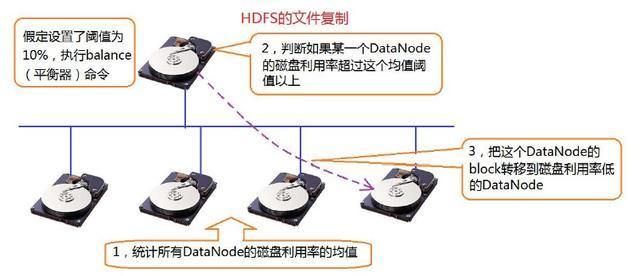 HDFS的文件复制
假定设置了阈值为
10%，执行balance
（平衡器）命令
2，判断如果某一个DataNode
的磁盘利用率超过这个均值阈
值以上
3，把这个DataNode的
block转移到磁盘利用率低
的DataNode
1，统计所有DataNode的磁盘利用率的均值